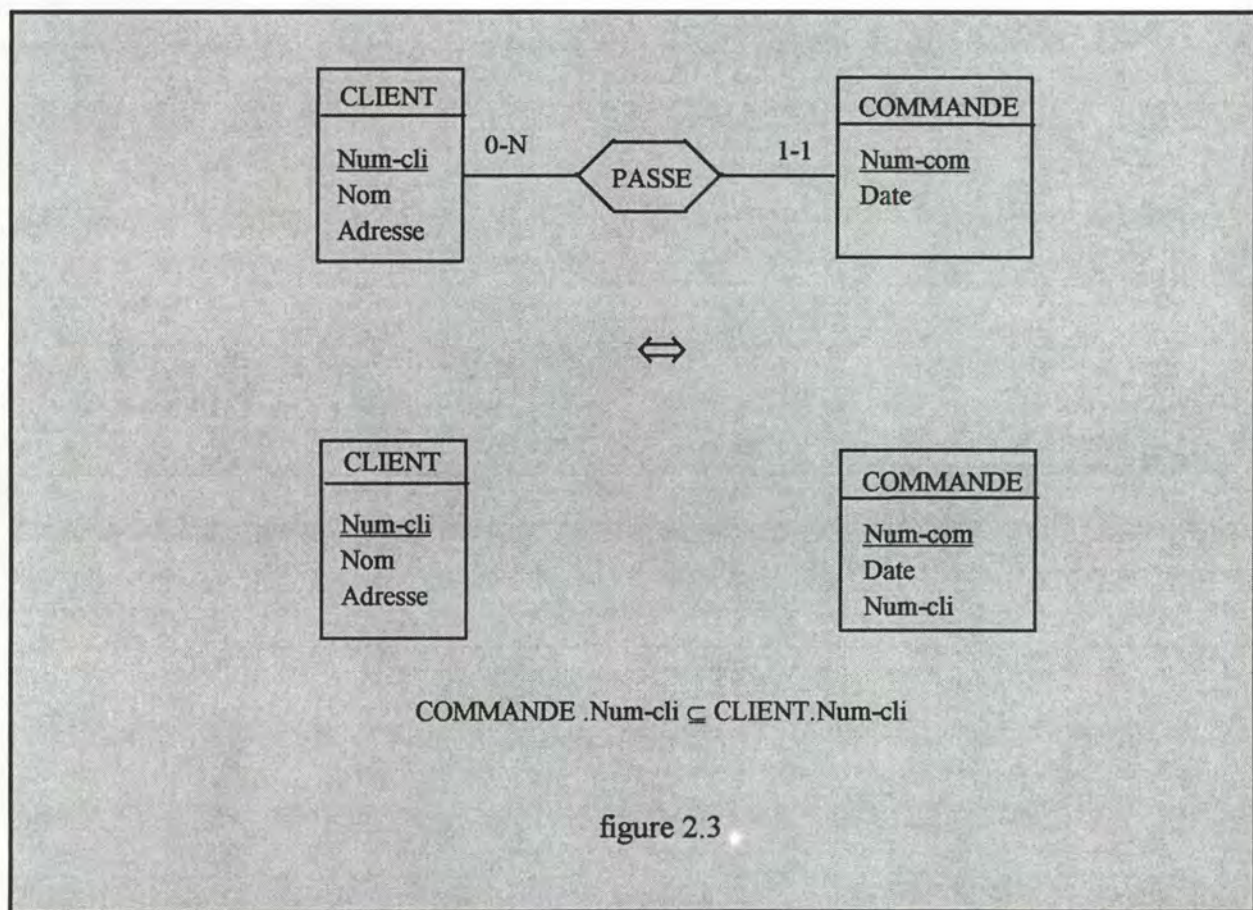 CLIENT
Num-cli
Nom
Adresse
0-N
PASSE
1-1
COMMANDE
Num-com
Date
⇔
CLIENT
Num-cli
Nom
Adresse
COMMANDE
Num-com
Date
Num-cli
COMMANDE .Num-cli ⊆ CLIENT.Num-cli
figure 2.3